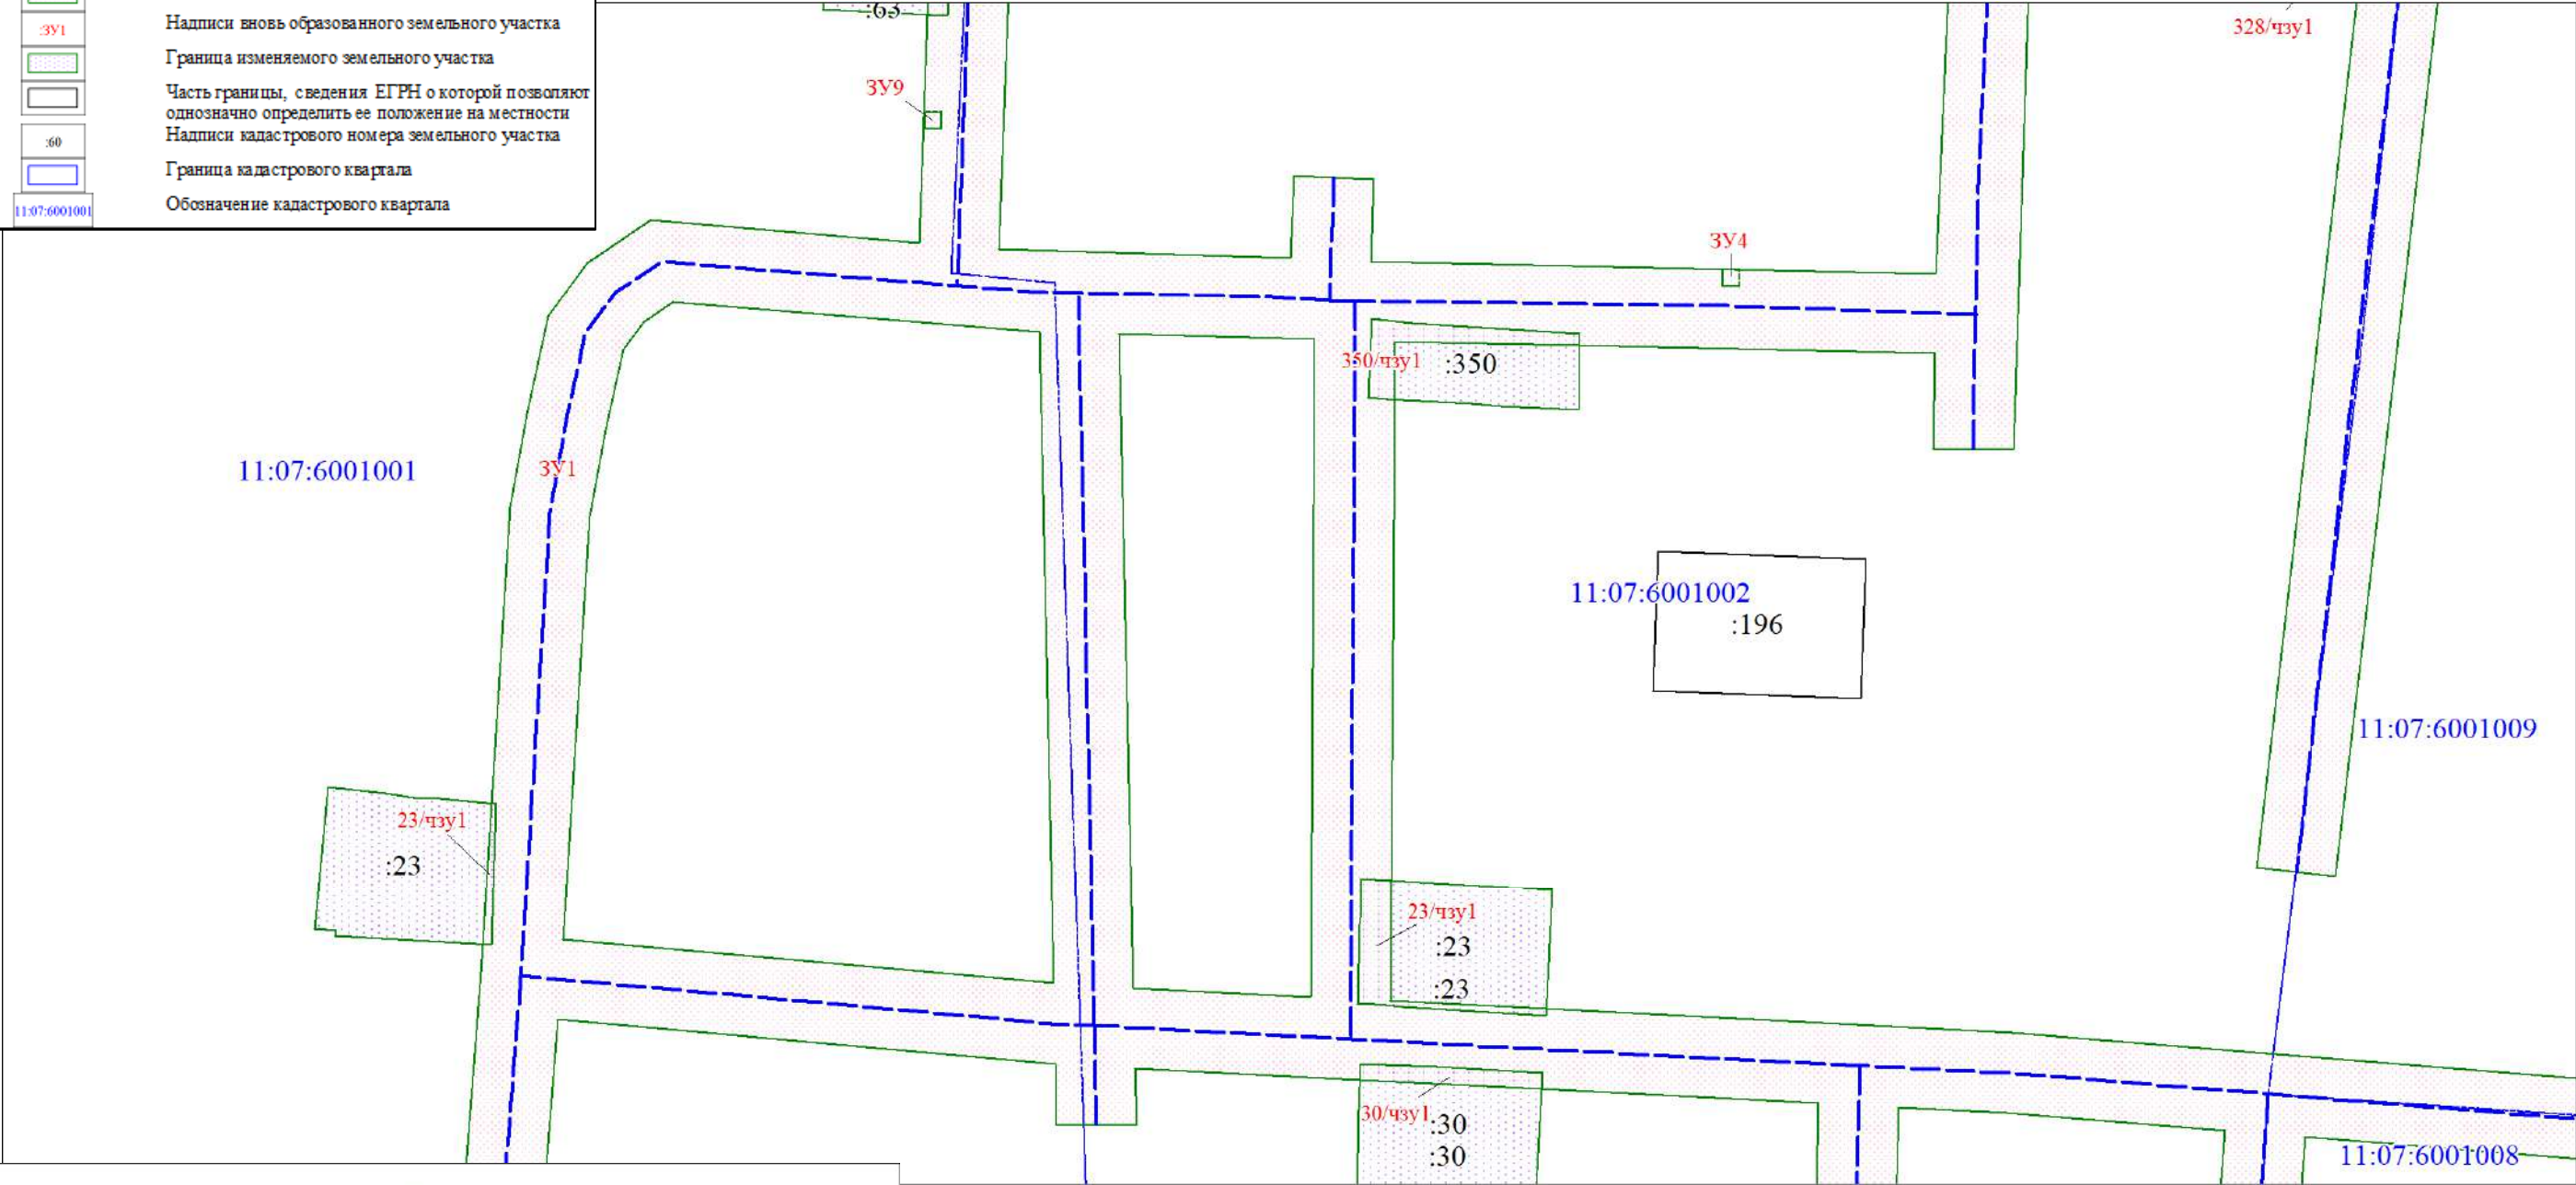 :ЗУ1
Надписи вновь образованного земельного участка
Граница изменяемого земельного участка
Часть границы, сведения ЕГРН о которой позволяют
однозначно определить ее положение на местности
:60
Надписи кадастрового номера земельного участка
Граница кадастрового квартала
11:07:6001001
Обозначение кадастрового квартала
:63
328/чзу1
ЗУ9
ЗУ4
350/чзу1
:350
11:07:6001001
ЗУ1
11:07:6001002
:196
11:07:6001009
23/чзу1
:23
23/чзу1
:23
:23
30/чзу1
:30
:30
11:07:6001008